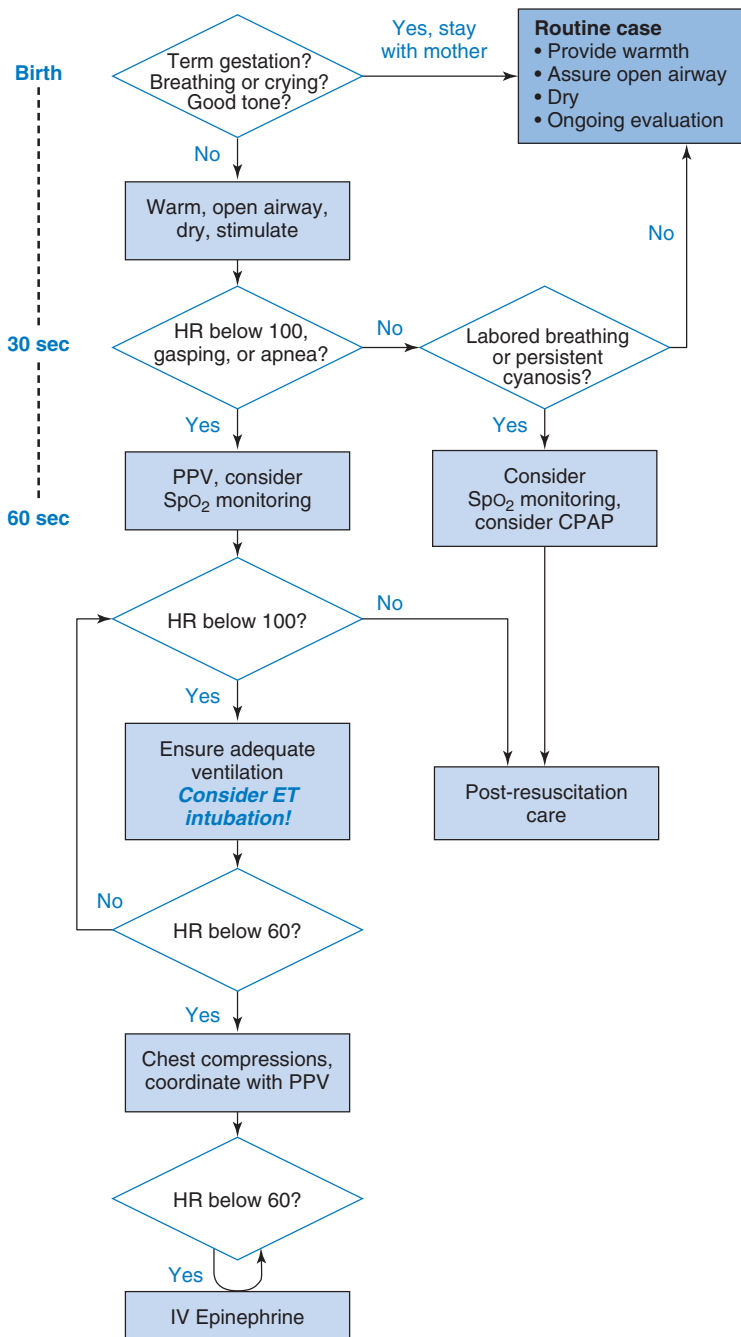 Birth
Term gestation?
Breathing or crying?
Good tone?
Yes, stay
with mother
Routine case
• Provide warmth
• Assure open airway
• Dry
• Ongoing evaluation
No
Warm, open airway,
dry, stimulate
No
30 sec
HR below 100,
gasping, or apnea?
No
Labored breathing
or persistent
cyanosis?
Yes
Yes
PPV, consider
SpO₂ monitoring
Consider
SpO₂ monitoring,
consider CPAP
60 sec
HR below 100?
No
Yes
Ensure adequate
ventilation
Consider ET
intubation!
Post-resuscitation
care
No
HR below 60?
Yes
Chest compressions,
coordinate with PPV
HR below 60?
Yes
IV Epinephrine